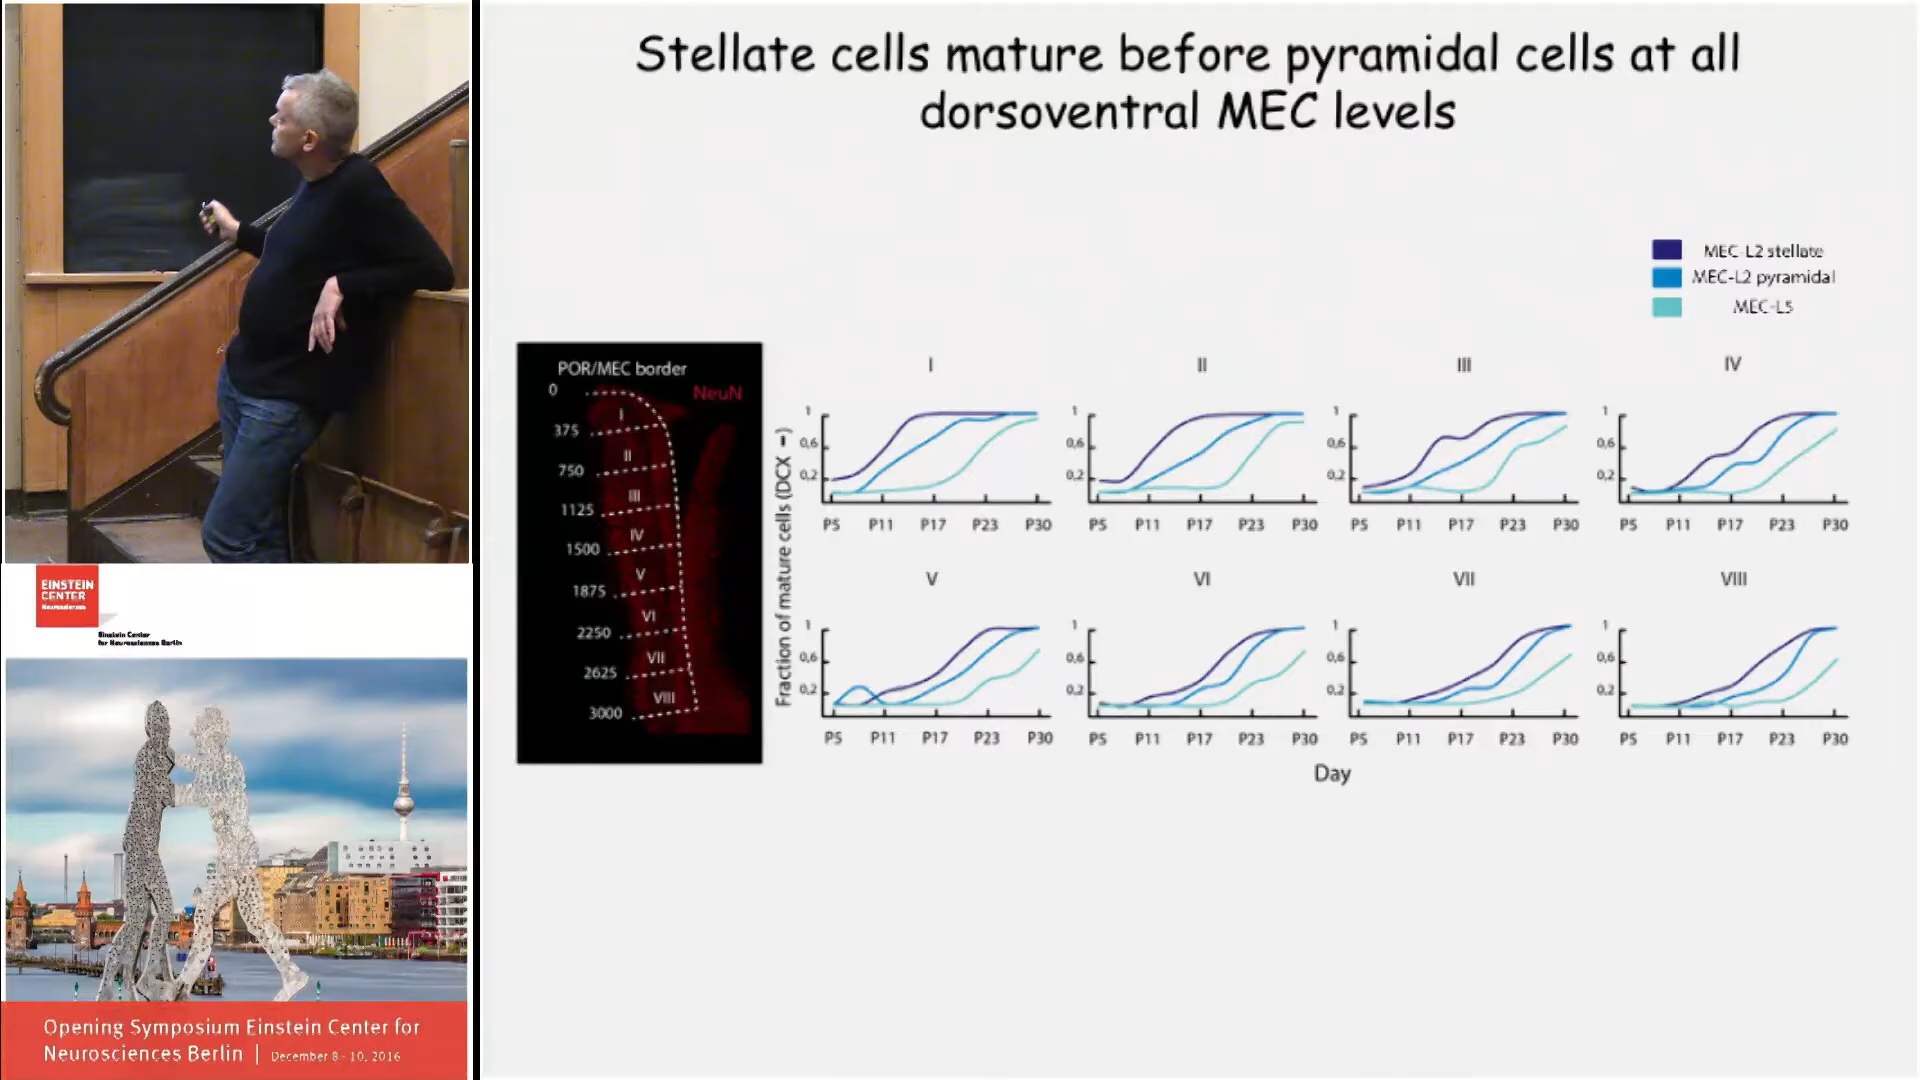 Stellate cells mature before pyramidal cells at all
dorsoventral MEC levels
MEC-L2 stellate
MEC-L2 pyramidal
MEC-L5
POR/MEC border
NeuN
0
375
750
1125
1500
1875
2250
2625
3000
I
II
III
IV
V
VI
VII
VIII
Fraction of mature cells (DCX -)
I
1
0,6
0,2
P5 P11 P17 P23 P30
II
1
0,6
0,2
P5 P11 P17 P23 P30
III
1
0,6
0,2
P5 P11 P17 P23 P30
IV
1
0,6
0,2
P5 P11 P17 P23 P30
V
1
0,6
0,2
P5 P11 P17 P23 P30
VI
1
0,6
0,2
P5 P11 P17 P23 P30
VII
1
0,6
0,2
P5 P11 P17 P23 P30
VIII
1
0,6
0,2
P5 P11 P17 P23 P30
Day
EINSTEIN
CENTER
Neurosciences
Einstein Center
for Neurosciences Berlin
Opening Symposium Einstein Center for
Neurosciences Berlin | December 8 - 10, 2016